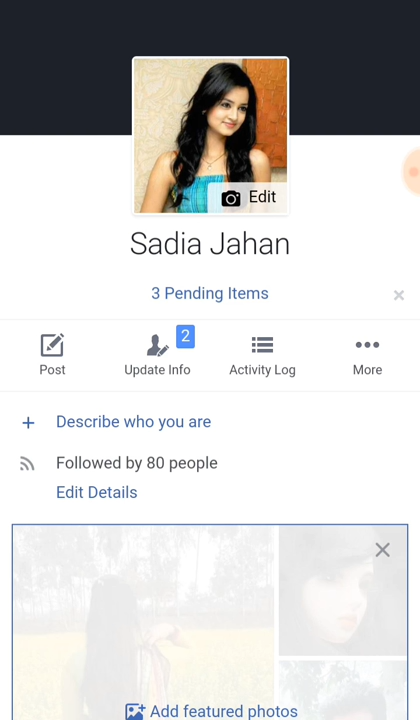 Edit
Sadia Jahan
3 Pending Items
2
Post Update Info Activity Log More
Describe who you are
Followed by 80 people
Edit Details
Add featured photos